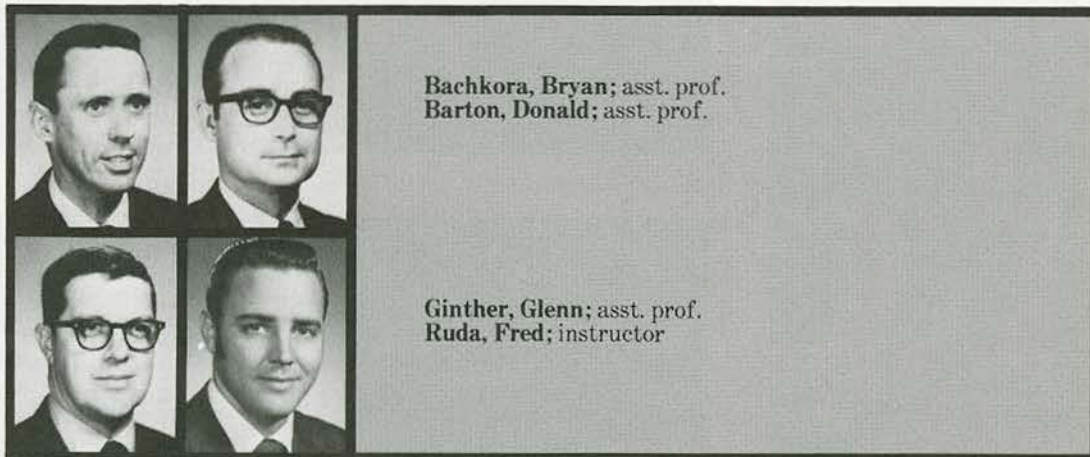 Bachkora, Bryan; asst. prof.
Barton, Donald; asst. prof.
Ginther, Glenn; asst. prof.
Ruda, Fred; instructor